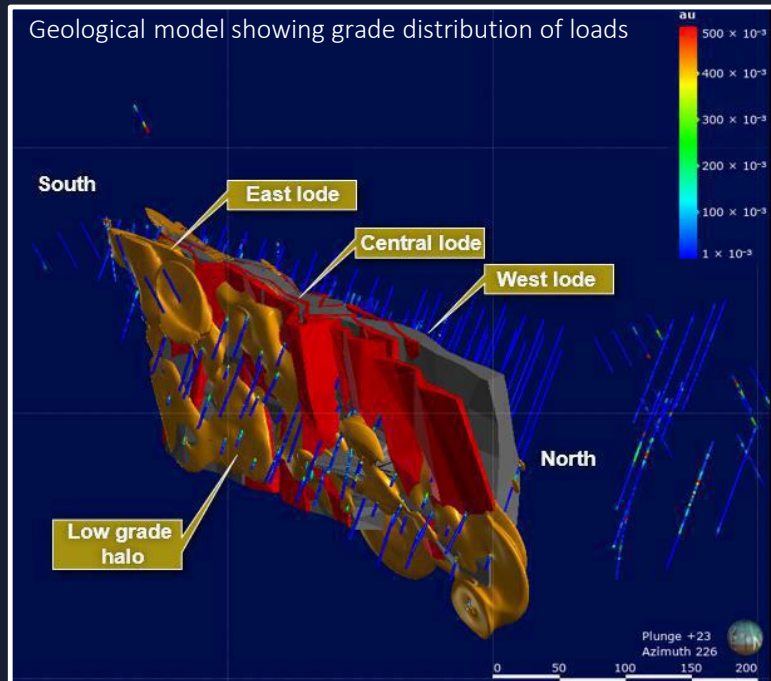 Geological model showing grade distribution of loads
au
500 × 10⁻³
400 × 10⁻³
300 × 10⁻³
200 × 10⁻³
100 × 10⁻³
1 × 10⁻³
South
East lode
Central lode
West lode
North
Low grade
halo
Plunge +23
Azimuth 226
0 50 100 150 200